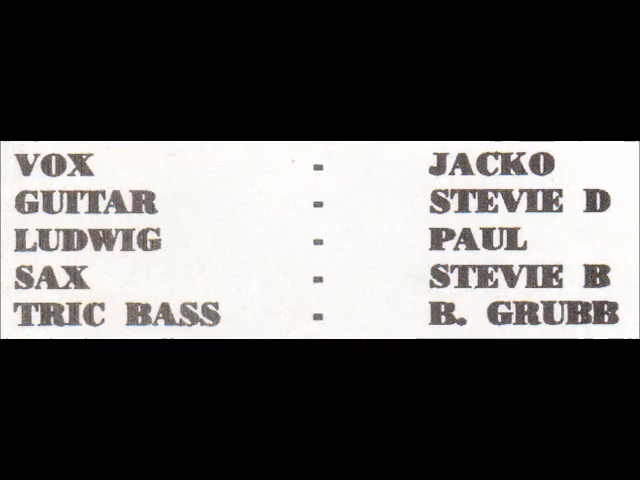 VOX - JACKO
GUITAR - STEVIE D
LUDWIG - PAUL
SAX - STEVIE B
TRIC BASS - B. GRUBB